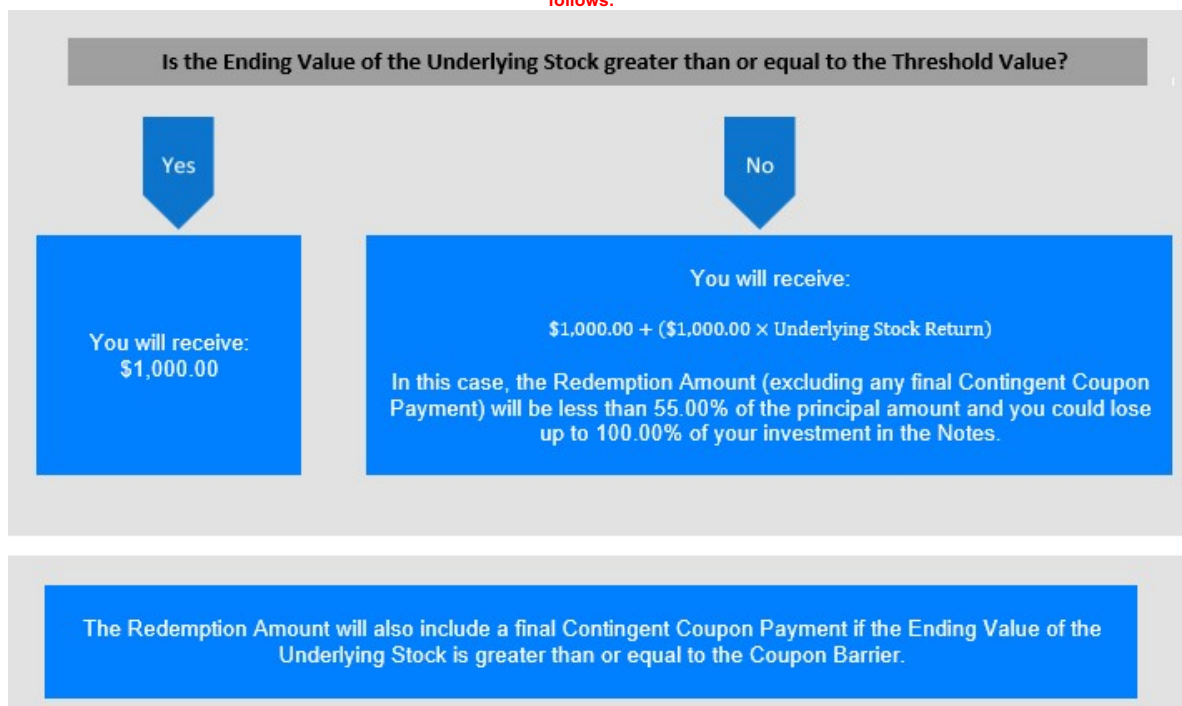 follows:
Is the Ending Value of the Underlying Stock greater than or equal to the Threshold Value?
Yes
No
You will receive:
$1,000.00
You will receive:
$1,000.00 + ($1,000.00 × Underlying Stock Return)
In this case, the Redemption Amount (excluding any final Contingent Coupon
Payment) will be less than 55.00% of the principal amount and you could lose
up to 100.00% of your investment in the Notes.
The Redemption Amount will also include a final Contingent Coupon Payment if the Ending Value of the
Underlying Stock is greater than or equal to the Coupon Barrier.